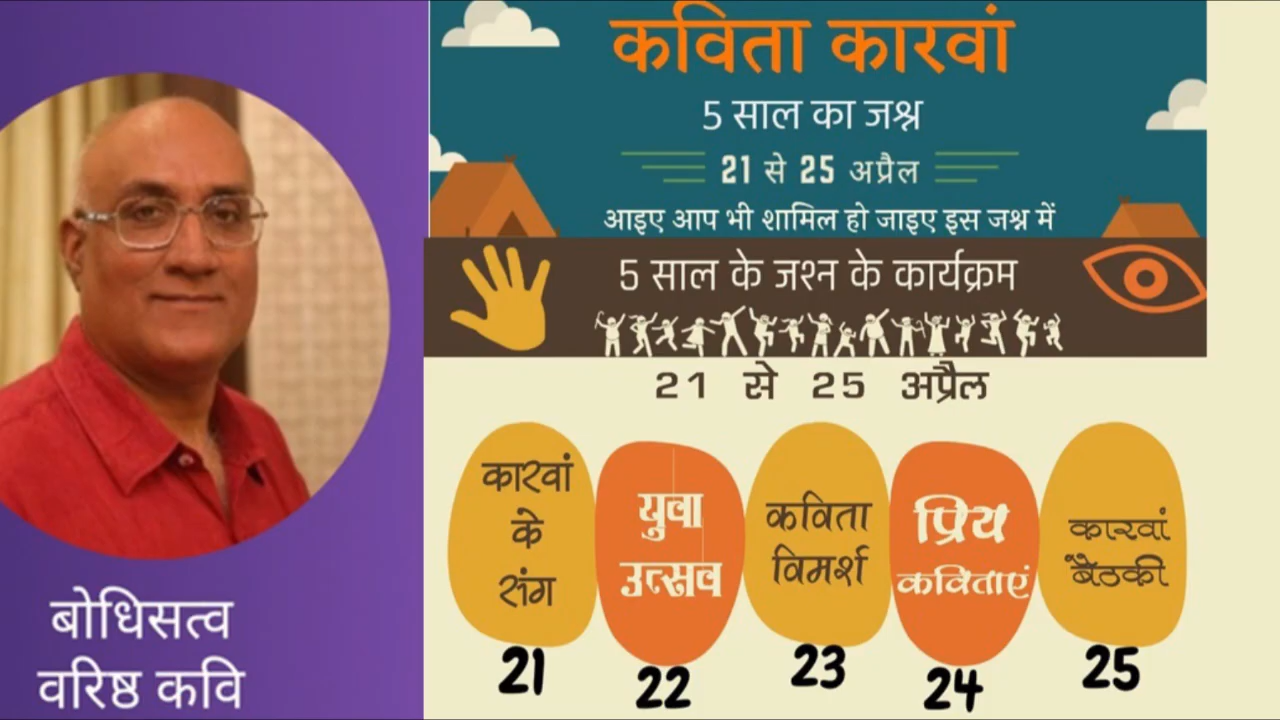 कविता कारवां
5 साल का जश्न
21 से 25 अप्रैल
आइए आप भी शामिल हो जाइए इस जश्न में
5 साल के जश्न के कार्यक्रम
21 से 25 अप्रैल
कारवां
के
संग
21
युवा
उत्सव
22
कविता
विमर्श
23
प्रिय
कविताएं
24
कारवां
बैठकी
25
बोधिसत्व
वरिष्ठ कवि